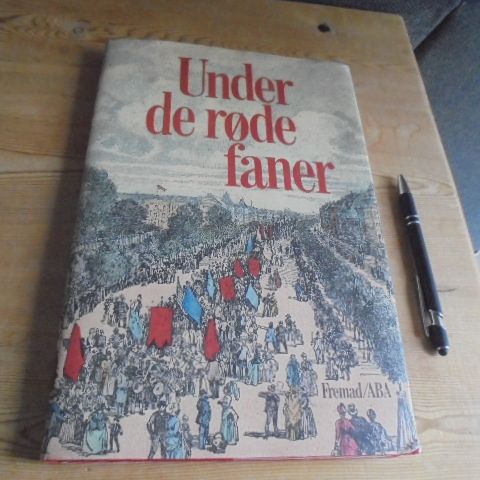 Under
de røde
faner
Fremad/ABA